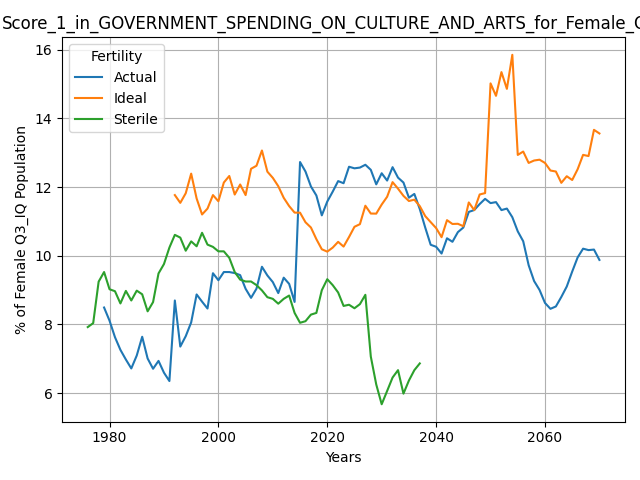 Score_1_in_GOVERNMENT_SPENDING_ON_CULTURE_AND_ARTS_for_Female_
Fertility
Actual
Ideal
Sterile
% of Female Q3_IQ Population
16
14
12
10
8
6
1980
2000
2020
2040
2060
Years